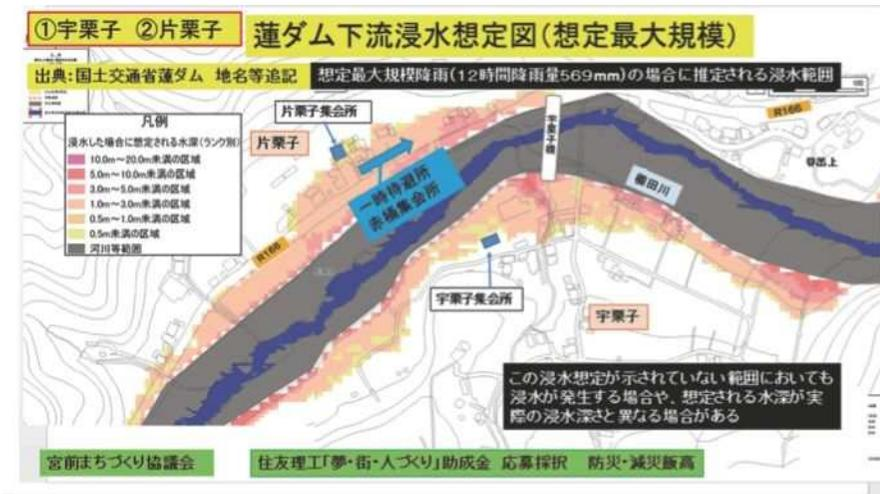 ①宇栗子 ②片栗子
蓮ダム下流浸水想定図(想定最大規模)
出典:国土交通省蓮ダム 地名等追記
想定最大規模降雨(12時間降雨量569mm)の場合に推定される浸水範囲
凡例
浸水した場合に想定される水深(ランク別)
10.0m～20.0m未満の区域
5.0m～10.0m未満の区域
3.0m～5.0m未満の区域
1.0m～3.0m未満の区域
0.5m～1.0m未満の区域
0.5m未満の区域
河川等範囲
片栗子集会所
片栗子
一時待避所
赤桶集会所
宇栗子橋
R166
櫛田川
R166
宇栗子集会所
宇栗子
この浸水想定が示されていない範囲においても
浸水が発生する場合や、想定される水深が実
際の浸水深さと異なる場合がある
宮前まちづくり協議会
住友理工「夢・街・人づくり」助成金 応募採択 防災・減災飯高